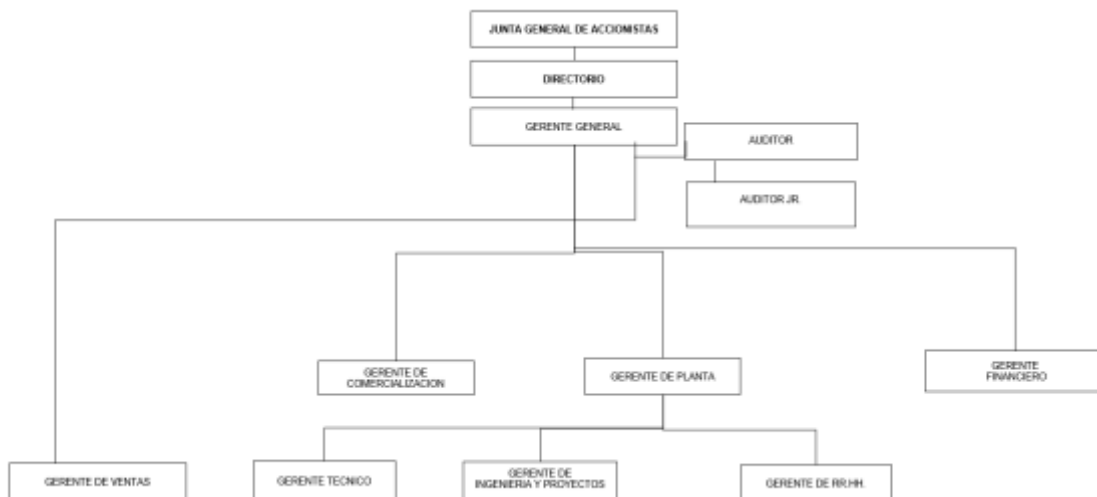 JUNTA GENERAL DE ACCIONISTAS
DIRECTORIO
GERENTE GENERAL
AUDITOR
AUDITOR JR.
GERENTE DE
COMERCIALIZACION
GERENTE DE PLANTA
GERENTE
FINANCIERO
GERENTE DE VENTAS
GERENTE TECNICO
GERENTE DE
INGENIERIA Y PROYECTOS
GERENTE DE RR.HH.